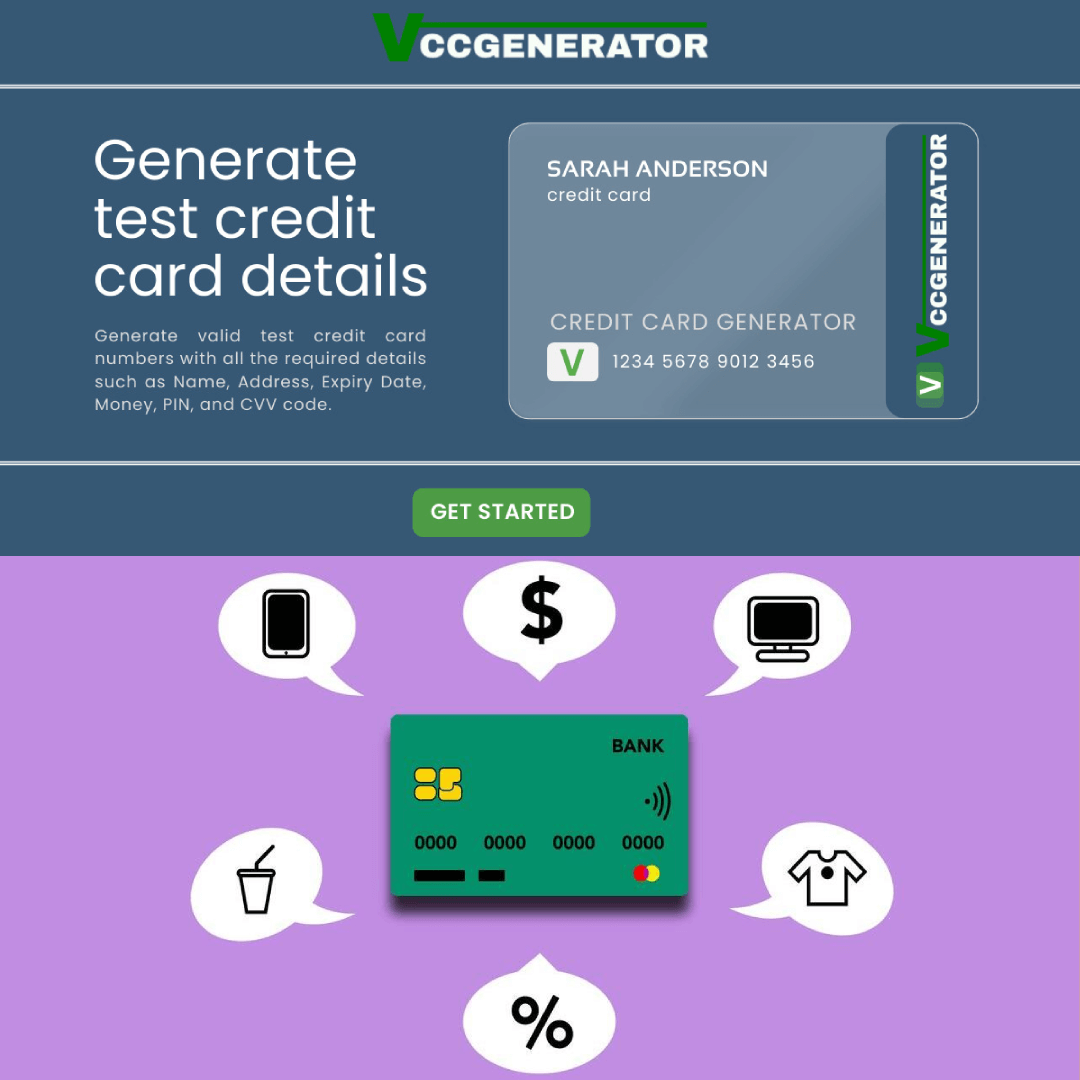 VCCGENERATOR
Generate
test credit
card details
Generate valid test credit card
numbers with all the required details
such as Name, Address, Expiry Date,
Money, PIN, and CVV code.
SARAH ANDERSON
credit card
CREDIT CARD GENERATOR
V 1234 5678 9012 3456
VCCGENERATOR
V
GET STARTED
$
BANK
0000 0000 0000 0000
%